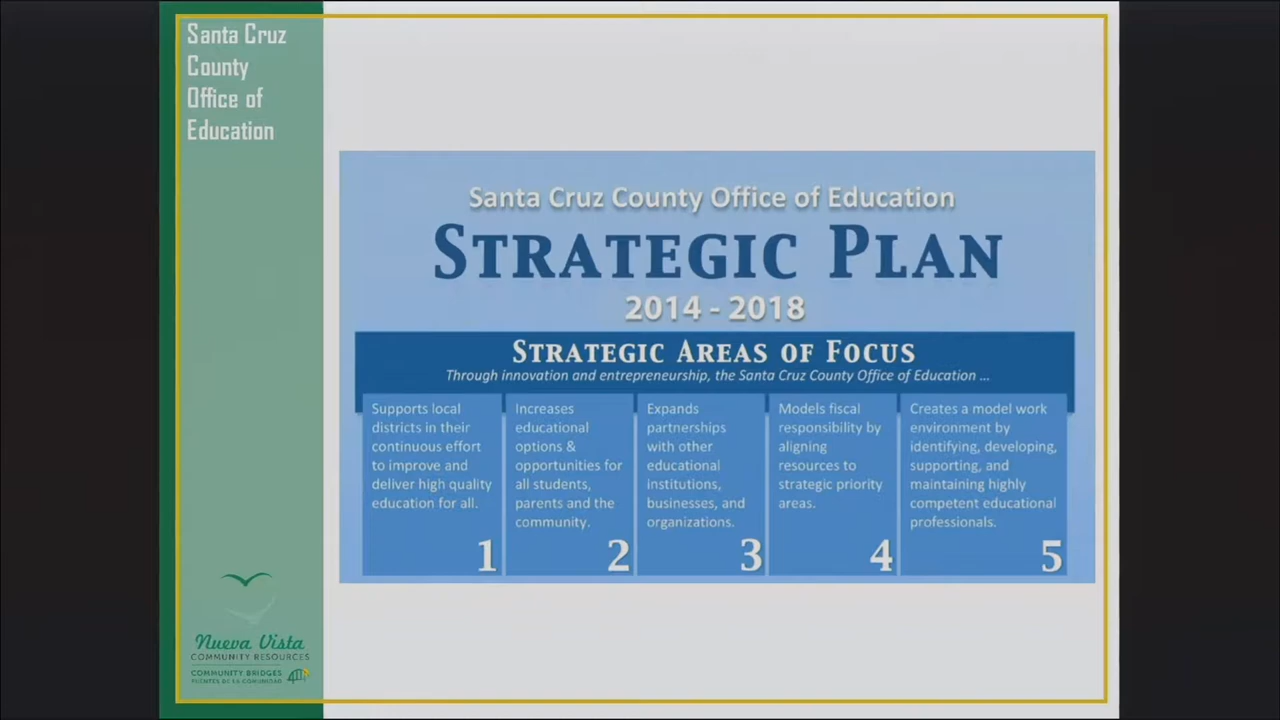 Santa Cruz
County
Office of
Education
Santa Cruz County Office of Education
STRATEGIC PLAN
2014 - 2018
STRATEGIC AREAS OF FOCUS
Through innovation and entrepreneurship, the Santa Cruz County Office of Education ...
Supports local
districts in their
continuous effort
to improve and
deliver high quality
education for all.
1
Increases
educational
options &
opportunities for
all students,
parents and the
community.
2
Expands
partnerships
with other
educational
institutions,
businesses, and
organizations.
3
Models fiscal
responsibility by
aligning
resources to
strategic priority
areas.
4
Creates a model work
environment by
identifying, developing,
supporting, and
maintaining highly
competent educational
professionals.
5
Nueva Vista
COMMUNITY RESOURCES
COMMUNITY BRIDGES
PUENTES DE LA COMUNIDAD